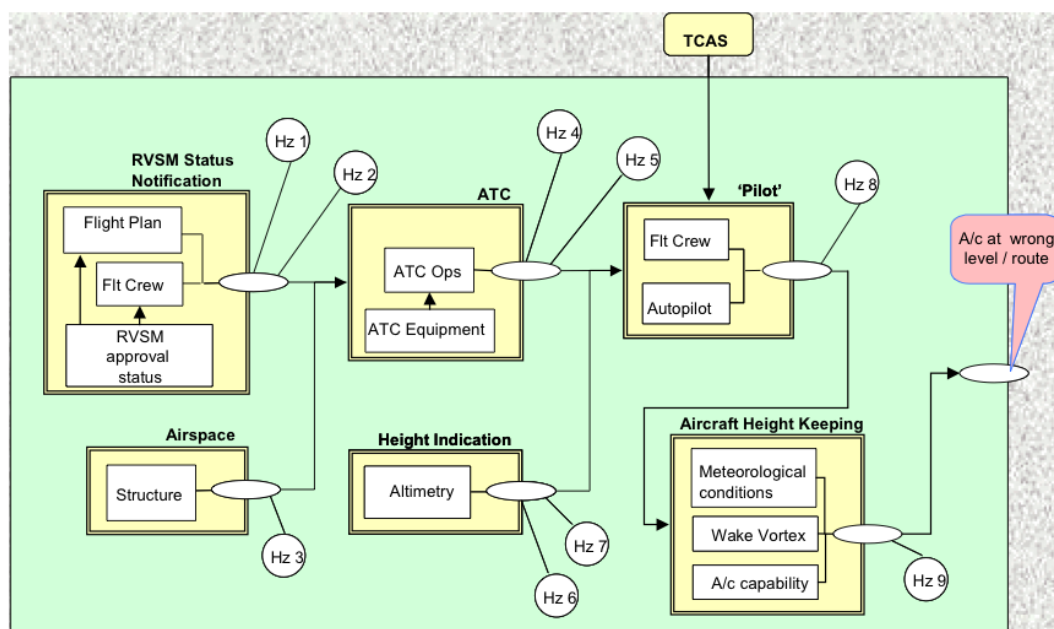 TCAS
Hz 1
Hz 2
Hz 4
Hz 5
Hz 8
RVSM Status
Notification
Flight Plan
Flt Crew
RVSM
approval
status
ATC
ATC Ops
ATC Equipment
‘Pilot’
Flt Crew
Autopilot
A/c at wrong
level / route
Airspace
Structure
Hz 3
Height Indication
Altimetry
Hz 7
Hz 6
Aircraft Height Keeping
Meteorological
conditions
Wake Vortex
A/c capability
Hz 9